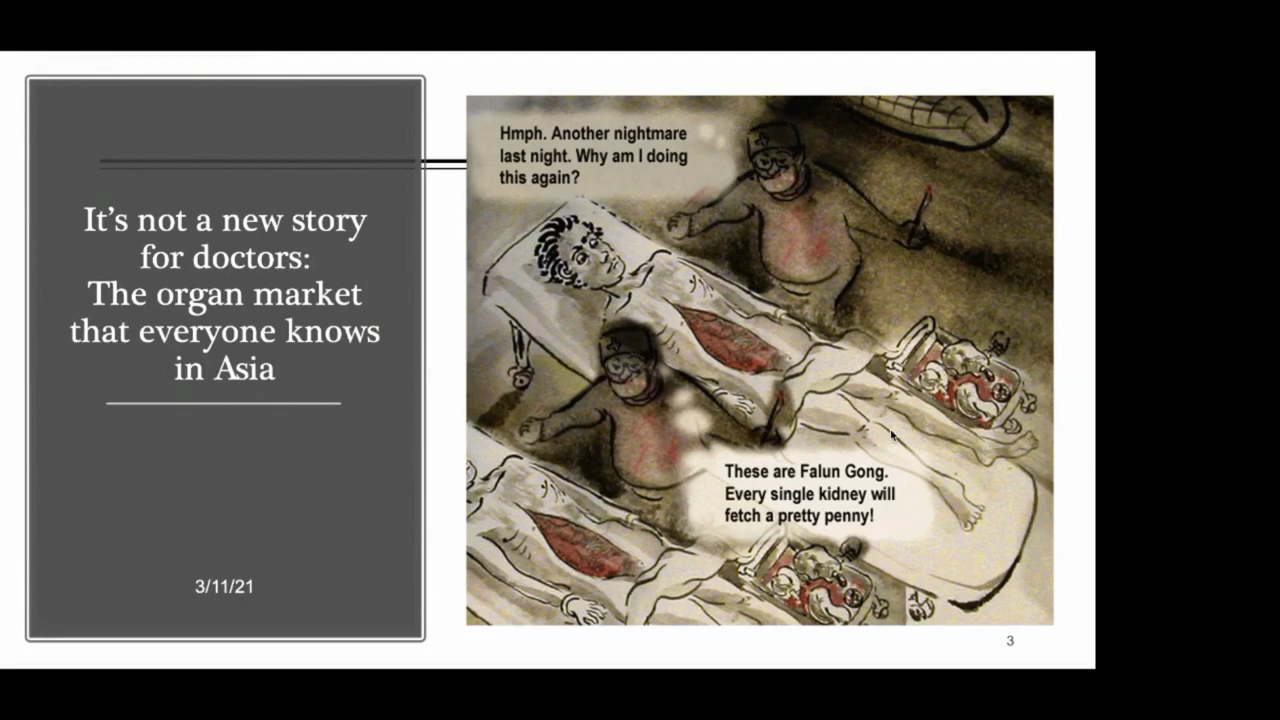 It's not a new story
for doctors:
The organ market
that everyone knows
in Asia
3/11/21
Hmph. Another nightmare
last night. Why am I doing
this again?
These are Falun Gong.
Every single kidney will
fetch a pretty penny!
3